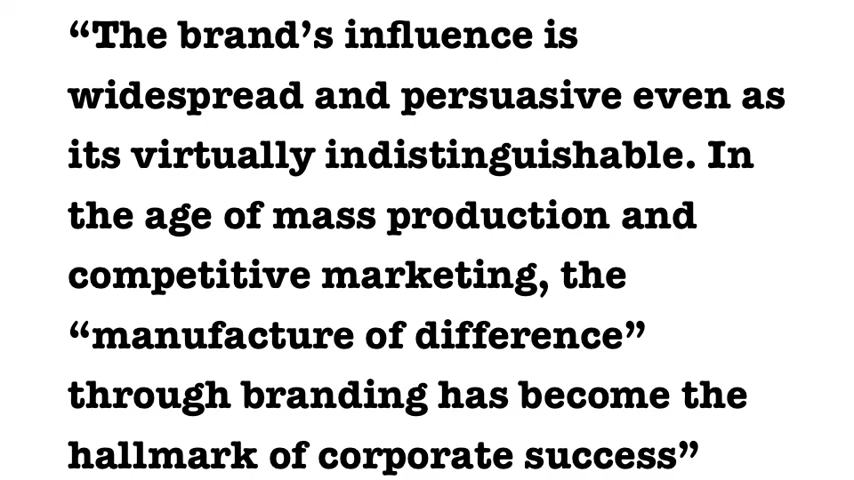 “The brand’s influence is
widespread and persuasive even as
its virtually indistinguishable. In
the age of mass production and
competitive marketing, the
“manufacture of difference”
through branding has become the
hallmark of corporate success”